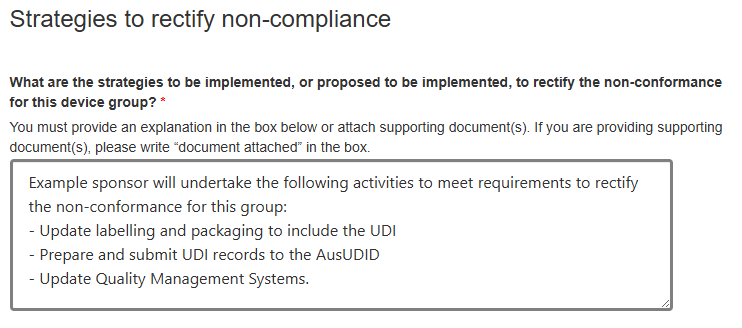 Strategies to rectify non-compliance
What are the strategies to be implemented, or proposed to be implemented, to rectify the non-conformance
for this device group? *
You must provide an explanation in the box below or attach supporting document(s). If you are providing supporting
document(s), please write “document attached” in the box.
Example sponsor will undertake the following activities to meet requirements to rectify
the non-conformance for this group:
- Update labelling and packaging to include the UDI
- Prepare and submit UDI records to the AusUDID
- Update Quality Management Systems.